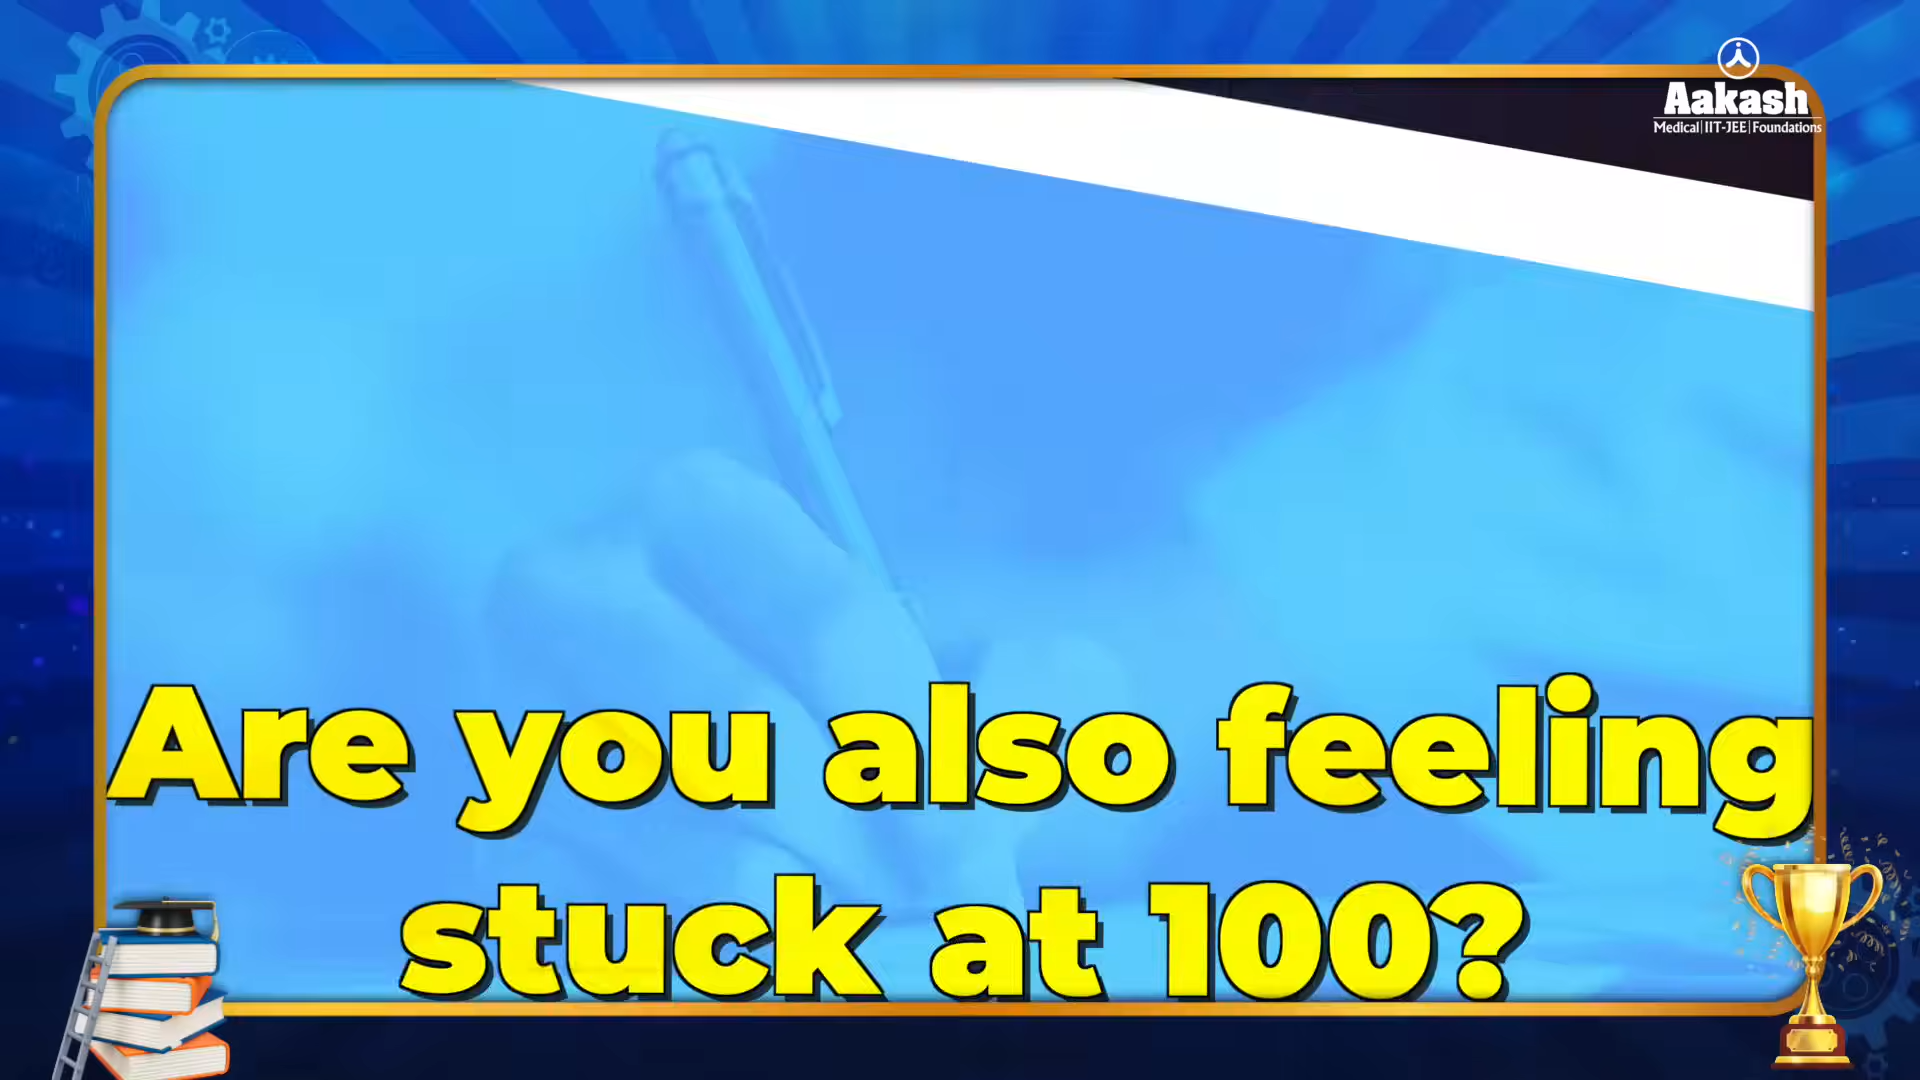 Aakash
Medical|IIT-JEE|Foundations
Are you also feeling
stuck at 100?